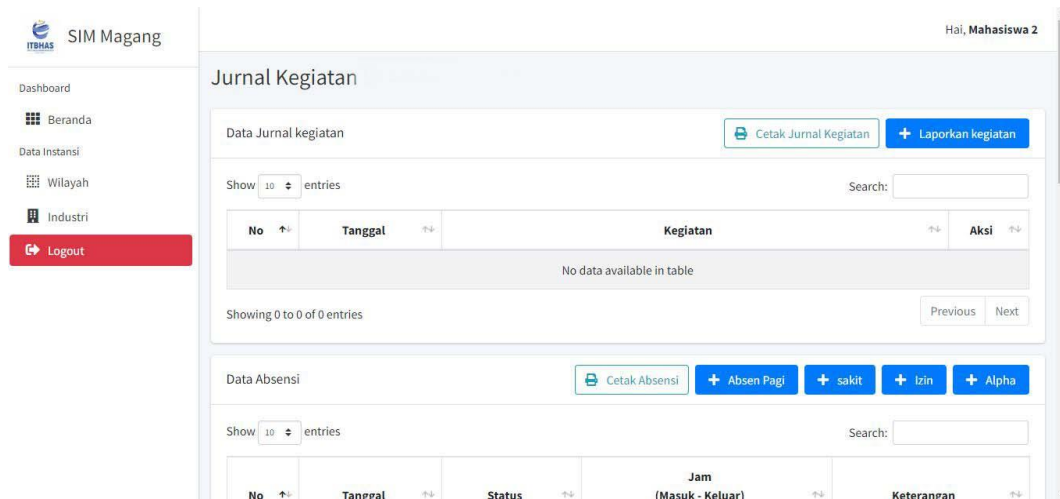 ITBHAS
SIM Magang
Hai, Mahasiswa 2
Dashboard
Beranda
Data Instansi
Wilayah
Industri
Logout
Jurnal Kegiatan
Data Jurnal kegiatan
Cetak Jurnal Kegiatan
+ Laporkan kegiatan
Show 10 entries
Search:
No Tanggal Kegiatan Aksi
No data available in table
Showing 0 to 0 of 0 entries
Previous Next
Data Absensi
Cetak Absensi
+ Absen Pagi
+ sakit
+ Izin
+ Alpha
Show 10 entries
Search:
No Tanggal Status Jam (Masuk - Keluar) Keterangan